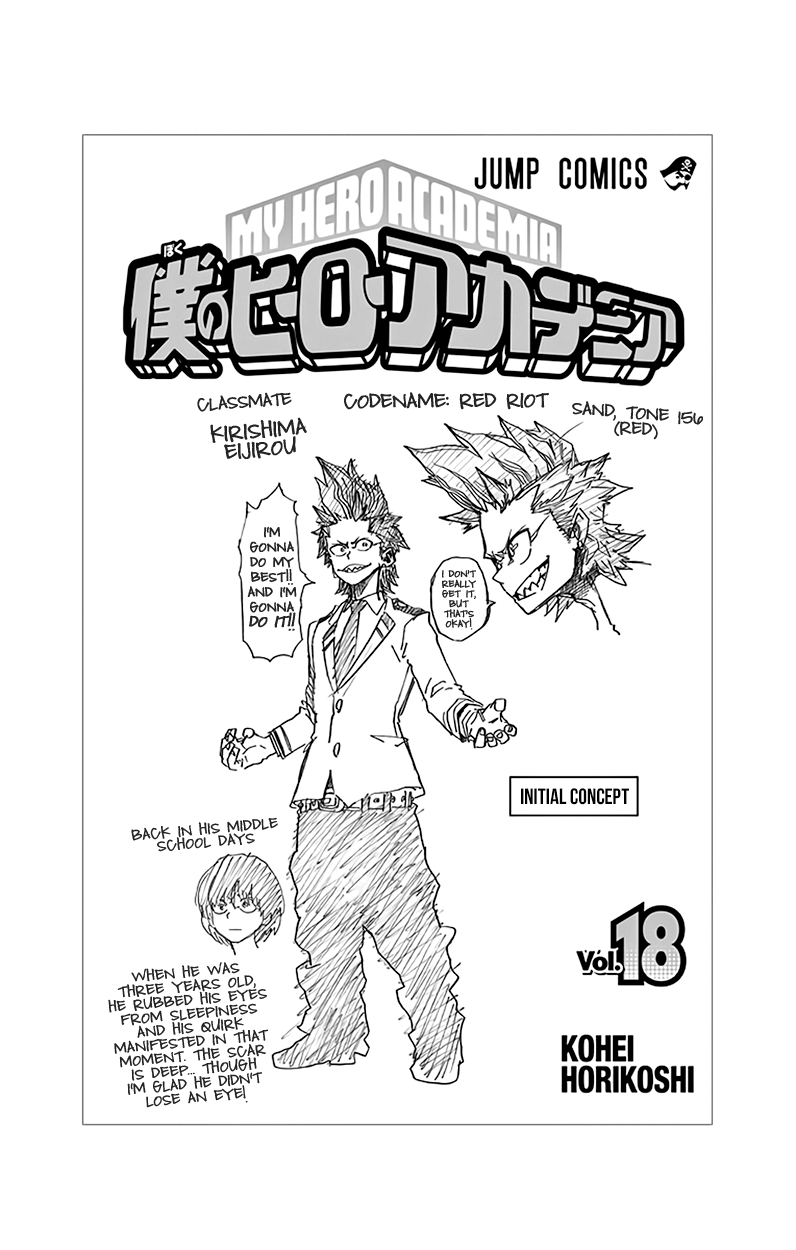 JUMP COMICS
MY HERO ACADEMIA
ぼく
僕のヒーローアカデミア
CLASSMATE
CODENAME: RED RIOT
SAND, TONE 156
(RED)
KIRISHIMA
EIJIROU
I'M
GONNA
DO MY
BEST!!
AND I'M
GONNA
DO IT!!
I DON'T
REALLY
GET IT,
BUT
THAT'S
OKAY!
INITIAL CONCEPT
BACK IN HIS MIDDLE
SCHOOL DAYS
WHEN HE WAS
THREE YEARS OLD,
HE RUBBED HIS EYES
FROM SLEEPINESS
AND HIS QUIRK
MANIFESTED IN THAT
MOMENT. THE SCAR
IS DEEP... THOUGH
I'M GLAD HE DIDN'T
LOSE AN EYE!
Vol.18
KOHEI
HORIKOSHI